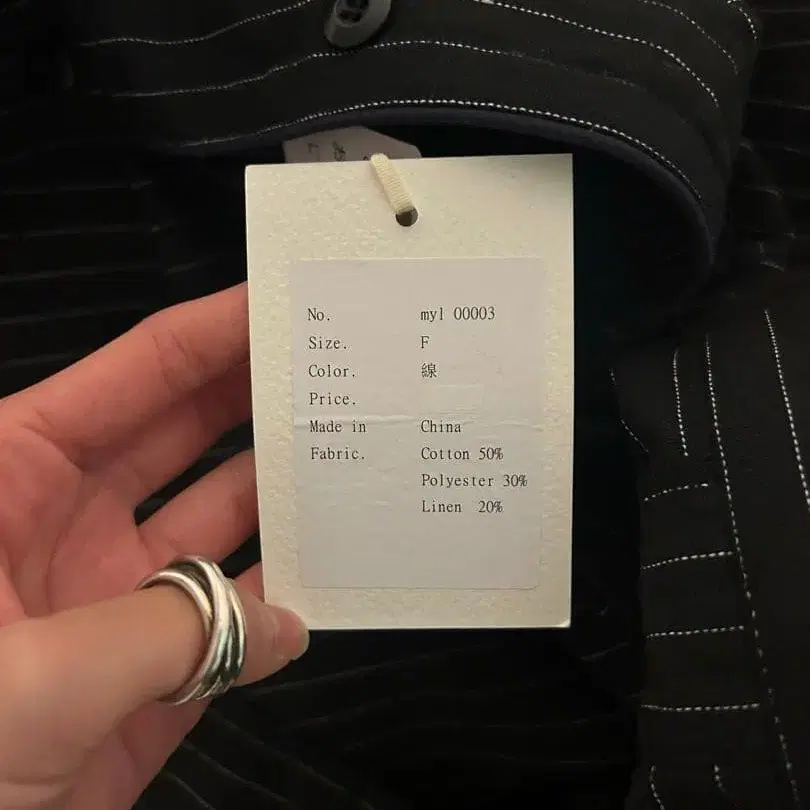 No. myl 00003
Size. F
Color. 線
Price.
Made in China
Fabric. Cotton 50%
Polyester 30%
Linen 20%